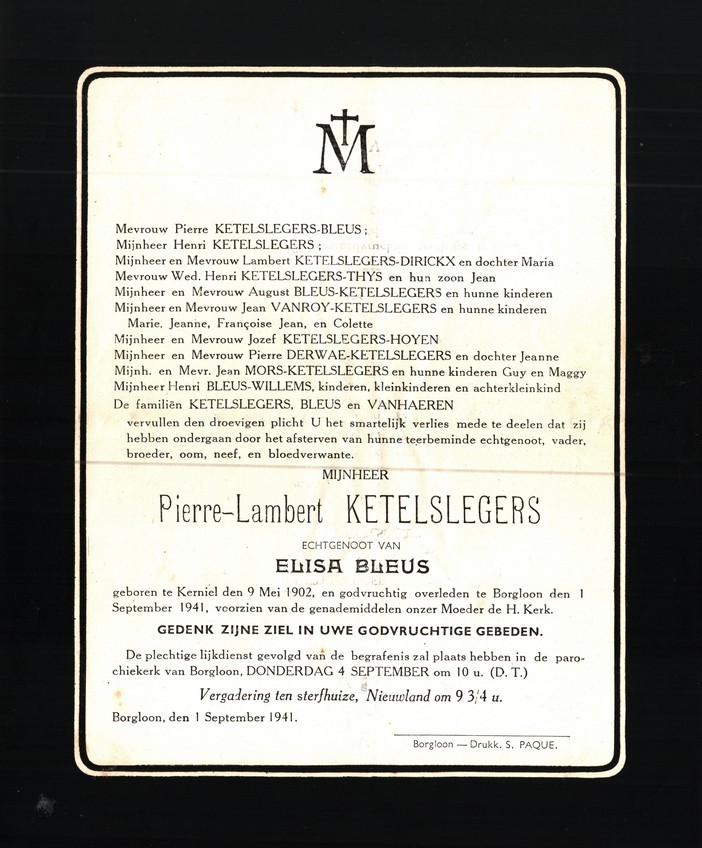 M
Mevrouw Pierre KETELSLEGERS-BLEUS ;
Mijnheer Henri KETELSLEGERS ;
Mijnheer en Mevrouw Lambert KETELSLEGERS-DIRICKX en dochter Maria
Mevrouw Wed. Henri KETELSLEGERS-THYS en hun zoon Jean
Mijnheer en Mevrouw August BLEUS-KETELSLEGERS en hunne kinderen
Mijnheer en Mevrouw Jean VANROY-KETELSLEGERS en hunne kinderen
Marie. Jeanne, Françoise Jean, en Colette
Mijnheer en Mevrouw Jozef KETELSLEGERS-HOYEN
Mijnheer en Mevrouw Pierre DERWAE-KETELSLEGERS en dochter Jeanne
Mijnh. en Mevr. Jean MORS-KETELSLEGERS en hunne kinderen Guy en Maggy
Mijnheer Henri BLEUS-WILLEMS, kinderen, kleinkinderen en achterkleinkind
De familiën KETELSLEGERS, BLEUS en VANHAEREN
vervullen den droevigen plicht U het smartelijk verlies mede te deelen dat zij
hebben ondergaan door het afsterven van hunne teerbeminde echtgenoot, vader,
broeder, oom, neef, en bloedverwante.
MIJNHEER
Pierre-Lambert KETELSLEGERS
ECHTGENOOT VAN
ELISA BLEUS
geboren te Kerniel den 9 Mei 1902, en godvruchtig overleden te Borgloon den 1
September 1941, voorzien van de genademiddelen onzer Moeder de H. Kerk.
GEDENK ZIJNE ZIEL IN UWE GODVRUCHTIGE GEBEDEN.
De plechtige lijkdienst gevolgd van de begrafenis zal plaats hebben in de paro-
chiekerk van Borgloon, DONDERDAG 4 SEPTEMBER om 10 u. (D. T.)
Vergadering ten sterfhuize, Nieuwland om 9 3/4 u.
Borgloon, den 1 September 1941.
Borgloon — Drukk. S. PAQUE.